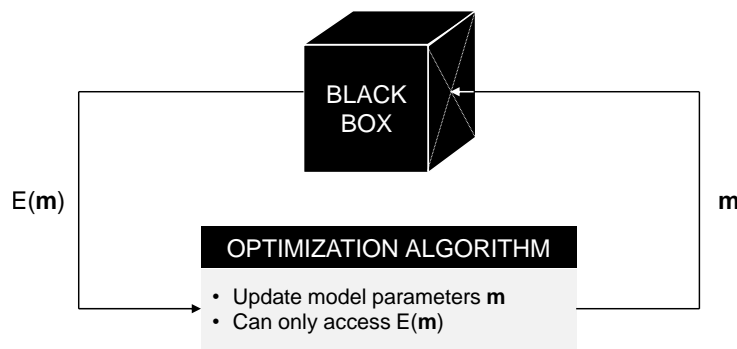 BLACK
BOX
E(m)
m
OPTIMIZATION ALGORITHM
• Update model parameters m
• Can only access E(m)